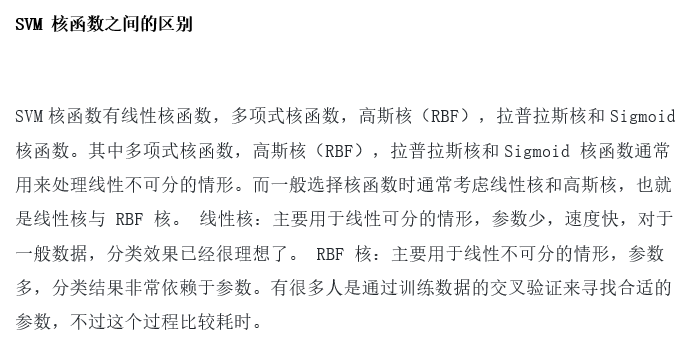 SVM 核函数之间的区别
SVM 核函数有线性核函数，多项式核函数，高斯核（RBF），拉普拉斯核和 Sigmoid
核函数。其中多项式核函数，高斯核（RBF），拉普拉斯核和 Sigmoid 核函数通常
用来处理线性不可分的情形。而一般选择核函数时通常考虑线性核和高斯核，也就
是线性核与 RBF 核。 线性核：主要用于线性可分的情形，参数少，速度快，对于
一般数据，分类效果已经很理想了。 RBF 核：主要用于线性不可分的情形，参数
多，分类结果非常依赖于参数。有很多人是通过训练数据的交叉验证来寻找合适的
参数，不过这个过程比较耗时。